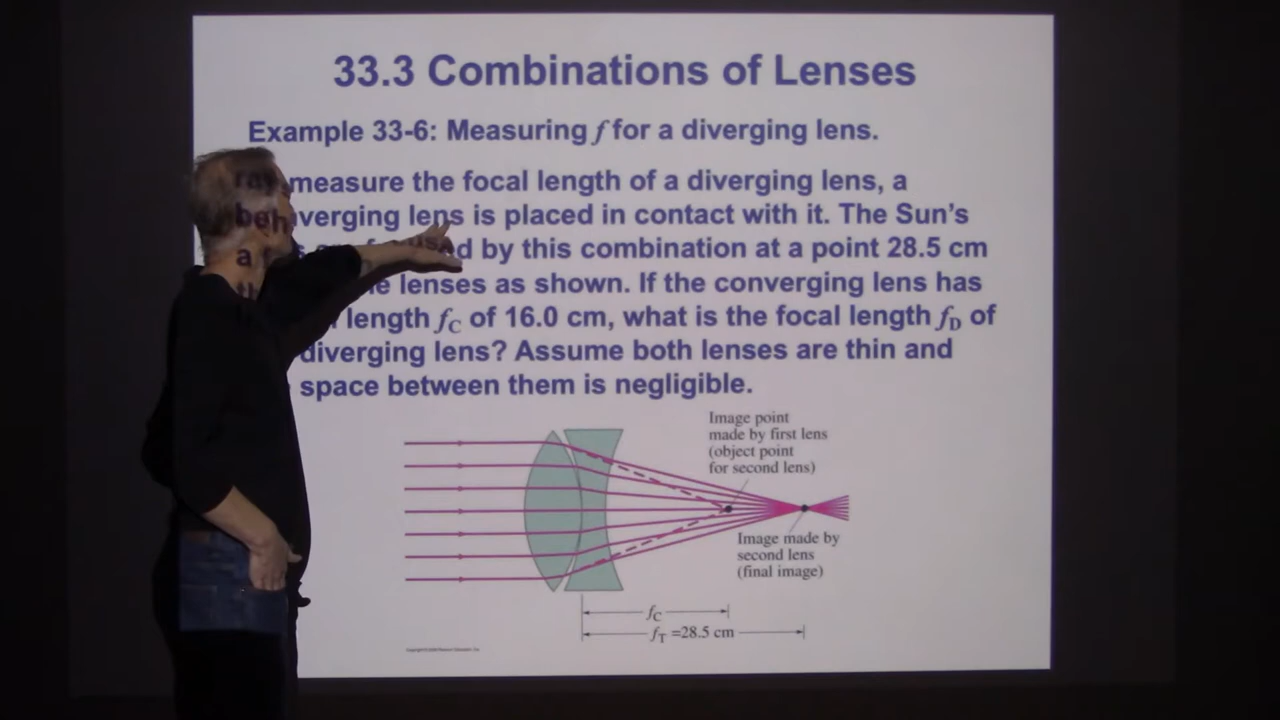 33.3 Combinations of Lenses
Example 33-6: Measuring f for a diverging lens.
measure the focal length of a diverging lens, a
verging lens is placed in contact with it. The Sun's
by this combination at a point 28.5 cm
lenses as shown. If the converging lens has
length fC of 16.0 cm, what is the focal length fD of
diverging lens? Assume both lenses are thin and
space between them is negligible.
Image point
made by first lens
(object point
for second lens)
Image made by
second lens
(final image)
fC
fT =28.5 cm